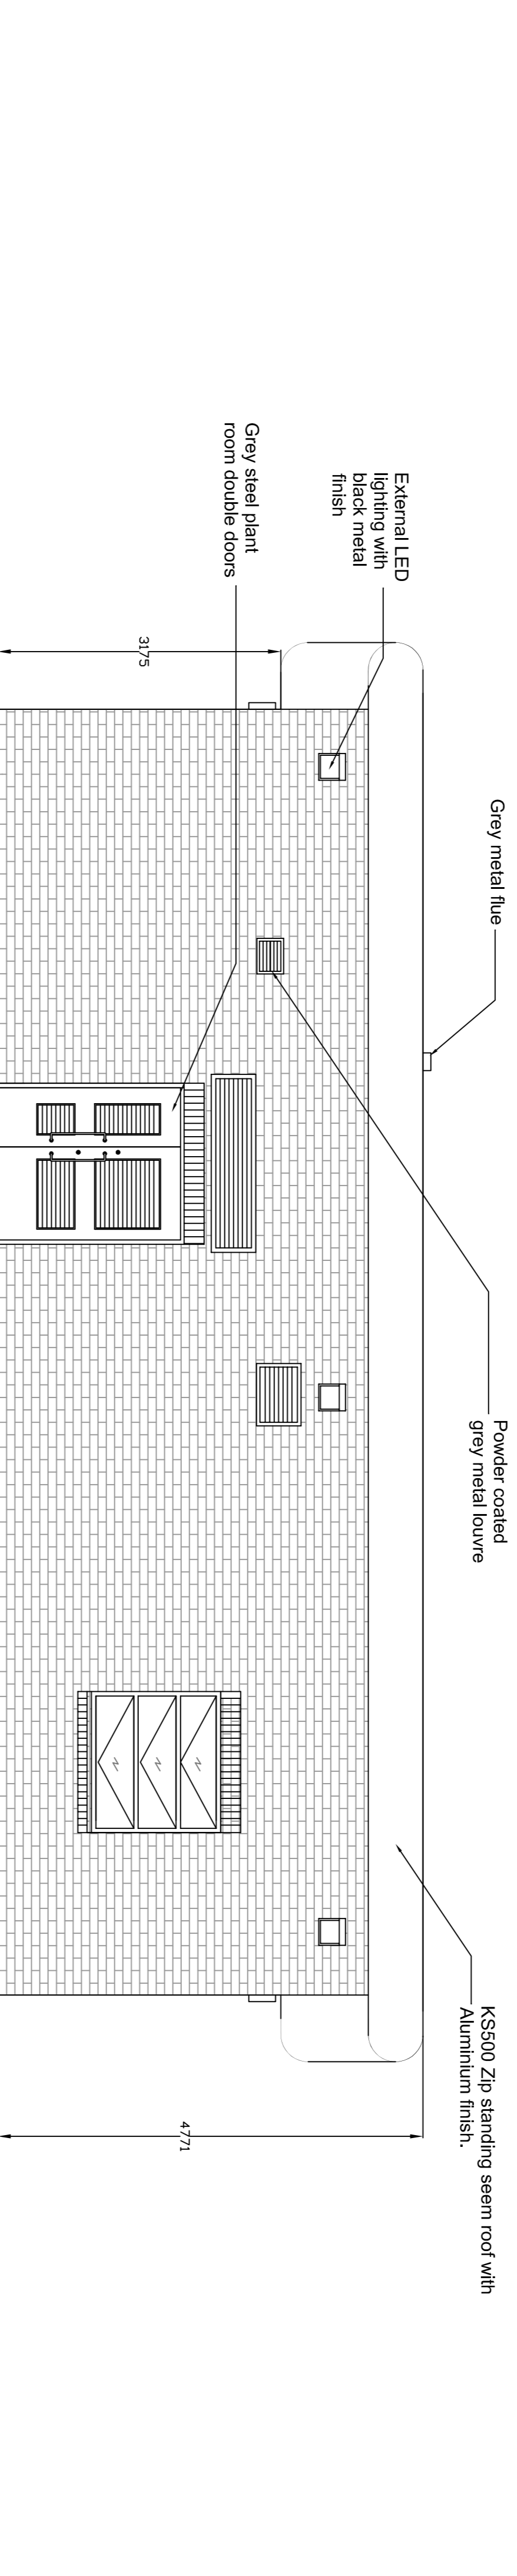 Grey steel plant
room double doors
External LED
lighting with
black metal
finish
Grey metal flue
Powder coated
grey metal louvre
KS500 Zip standing seem roof with
Aluminium finish.
3175
4771